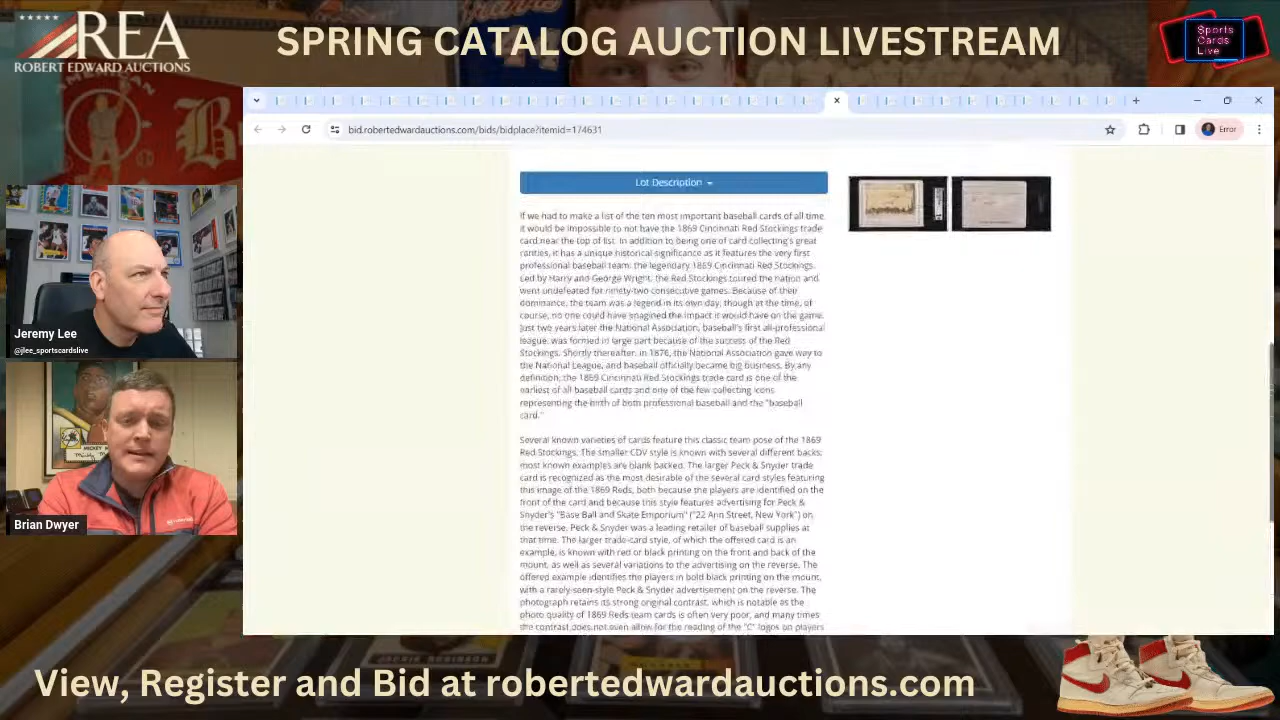 REA
ROBERT EDWARD AUCTIONS
SPRING CATALOG AUCTION LIVESTREAM
Sports
Cards
Live
bid.robertedwardauctions.com/bids/bidplace?itemid=174631
Error
Lot Description
If we had to make a list of the ten most important baseball cards of all time
it would be impossible to not have the 1869 Cincinnati Red Stockings trade
card near the top of list. In addition to being one of card collecting's great
rarities, it has a unique historical significance as it features the very first
professional baseball team, the legendary 1869 Cincinnati Red Stockings.
Led by Harry and George Wright, the Red Stockings toured the nation and
went undefeated for ninety-two consecutive games. Because of their
dominance, the team was a legend in its own day, though at the time, of
course, no one could have imagined the impact it would have on the game.
Just two years later the National Association, baseball's first all-professional
league, was formed in large part because of the success of the Red
Stockings. Shortly thereafter, in 1876, the National Association gave way to
the National League, and baseball officially became big business. By any
definition, the 1869 Cincinnati Red Stockings trade card is one of the
earliest of all baseball cards and one of the few collecting icons
representing the birth of both professional baseball and the "baseball
card."
Several known varieties of cards feature this classic team pose of the 1869
Red Stockings. The smaller CDV style is known with several different backs;
most known examples are blank backed. The larger Peck & Snyder trade
card is recognized as the most desirable of the several card styles featuring
this image of the 1869 Reds, both because the players are identified on the
front of the card and because this style features advertising for Peck &
Snyder's "Base Ball and Skate Emporium" ("22 Ann Street, New York") on
the reverse. Peck & Snyder was a leading retailer of baseball supplies at
that time. The larger trade-card style, of which the offered card is an
example, is known with red or black printing on the front and back of the
mount, as well as several variations to the advertising on the reverse. The
offered example identifies the players in bold black printing on the mount,
with a rarely-seen-style Peck & Snyder advertisement on the reverse. The
photograph retains its strong original contrast, which is notable as the
photo quality of 1869 Reds team cards is often very poor, and many times
the contrast does not even allow for the reading of the "C" logos on players
Jeremy Lee
@jlee_sportscardslive
MICKEY
Brian Dwyer
JACKIE ROBINSON
View, Register and Bid at robertedwardauctions.com